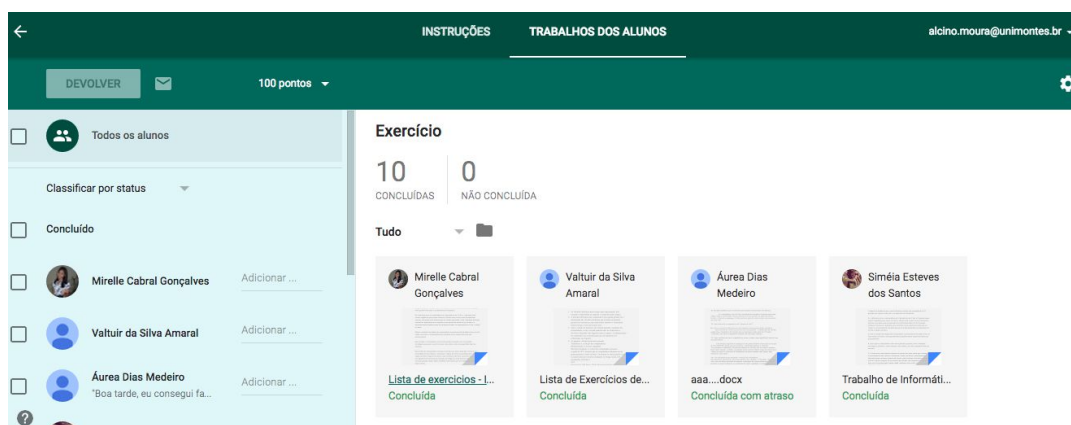 INSTRUÇÕES
TRABALHOS DOS ALUNOS
alcino.moura@unimontes.br
DEVOLVER
100 pontos
Todos os alunos
Classificar por status
Concluído
Mirelle Cabral Gonçalves
Adicionar ...
Valtuir da Silva Amaral
Adicionar ...
Áurea Dias Medeiro
"Boa tarde, eu consegui fa...
Adicionar ...
Exercício
10
CONCLUÍDAS
0
NÃO CONCLUÍDA
Tudo
Mirelle Cabral
Gonçalves
Lista de exercicios - I...
Concluída
Valtuir da Silva
Amaral
Lista de Exercícios de...
Concluída
Áurea Dias
Medeiro
aaa....docx
Concluída com atraso
Siméia Esteves
dos Santos
Trabalho de Informáti...
Concluída